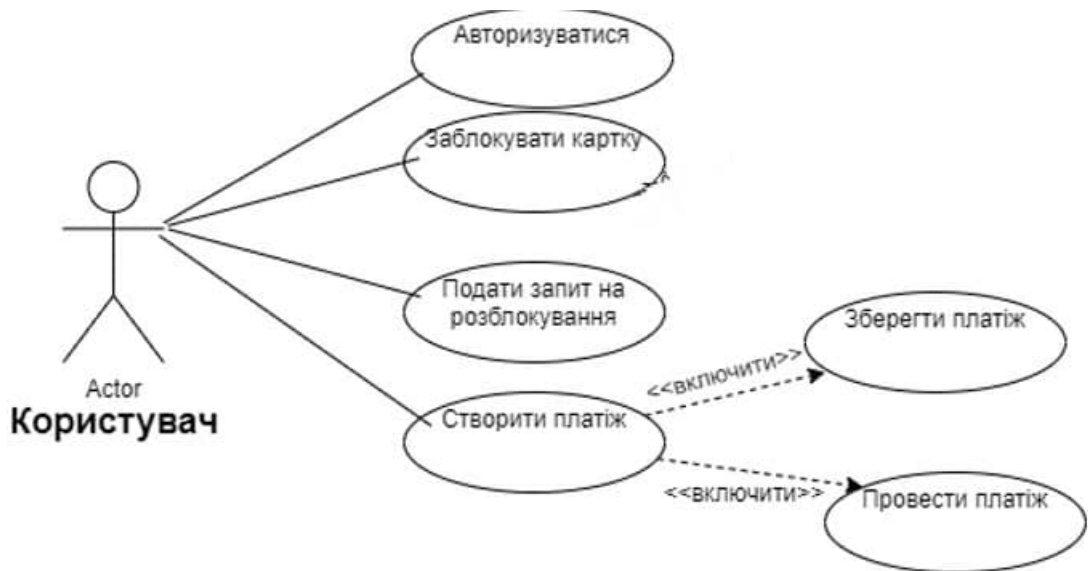 Авторизуватися
Заблокувати картку
Подати запит на
розблокування
Зберегти платіж
<<включити>>
Створити платіж
<<включити>>
Провести платіж
Actor
Користувач